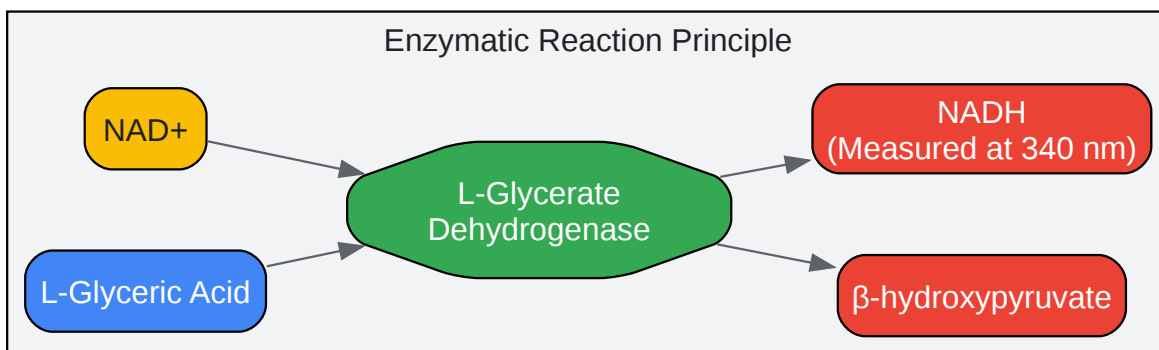 Enzymatic Reaction Principle
NAD+
NADH
(Measured at 340 nm)
L-Glycerate
Dehydrogenase
L-Glyceric Acid
β-hydroxypyruvate